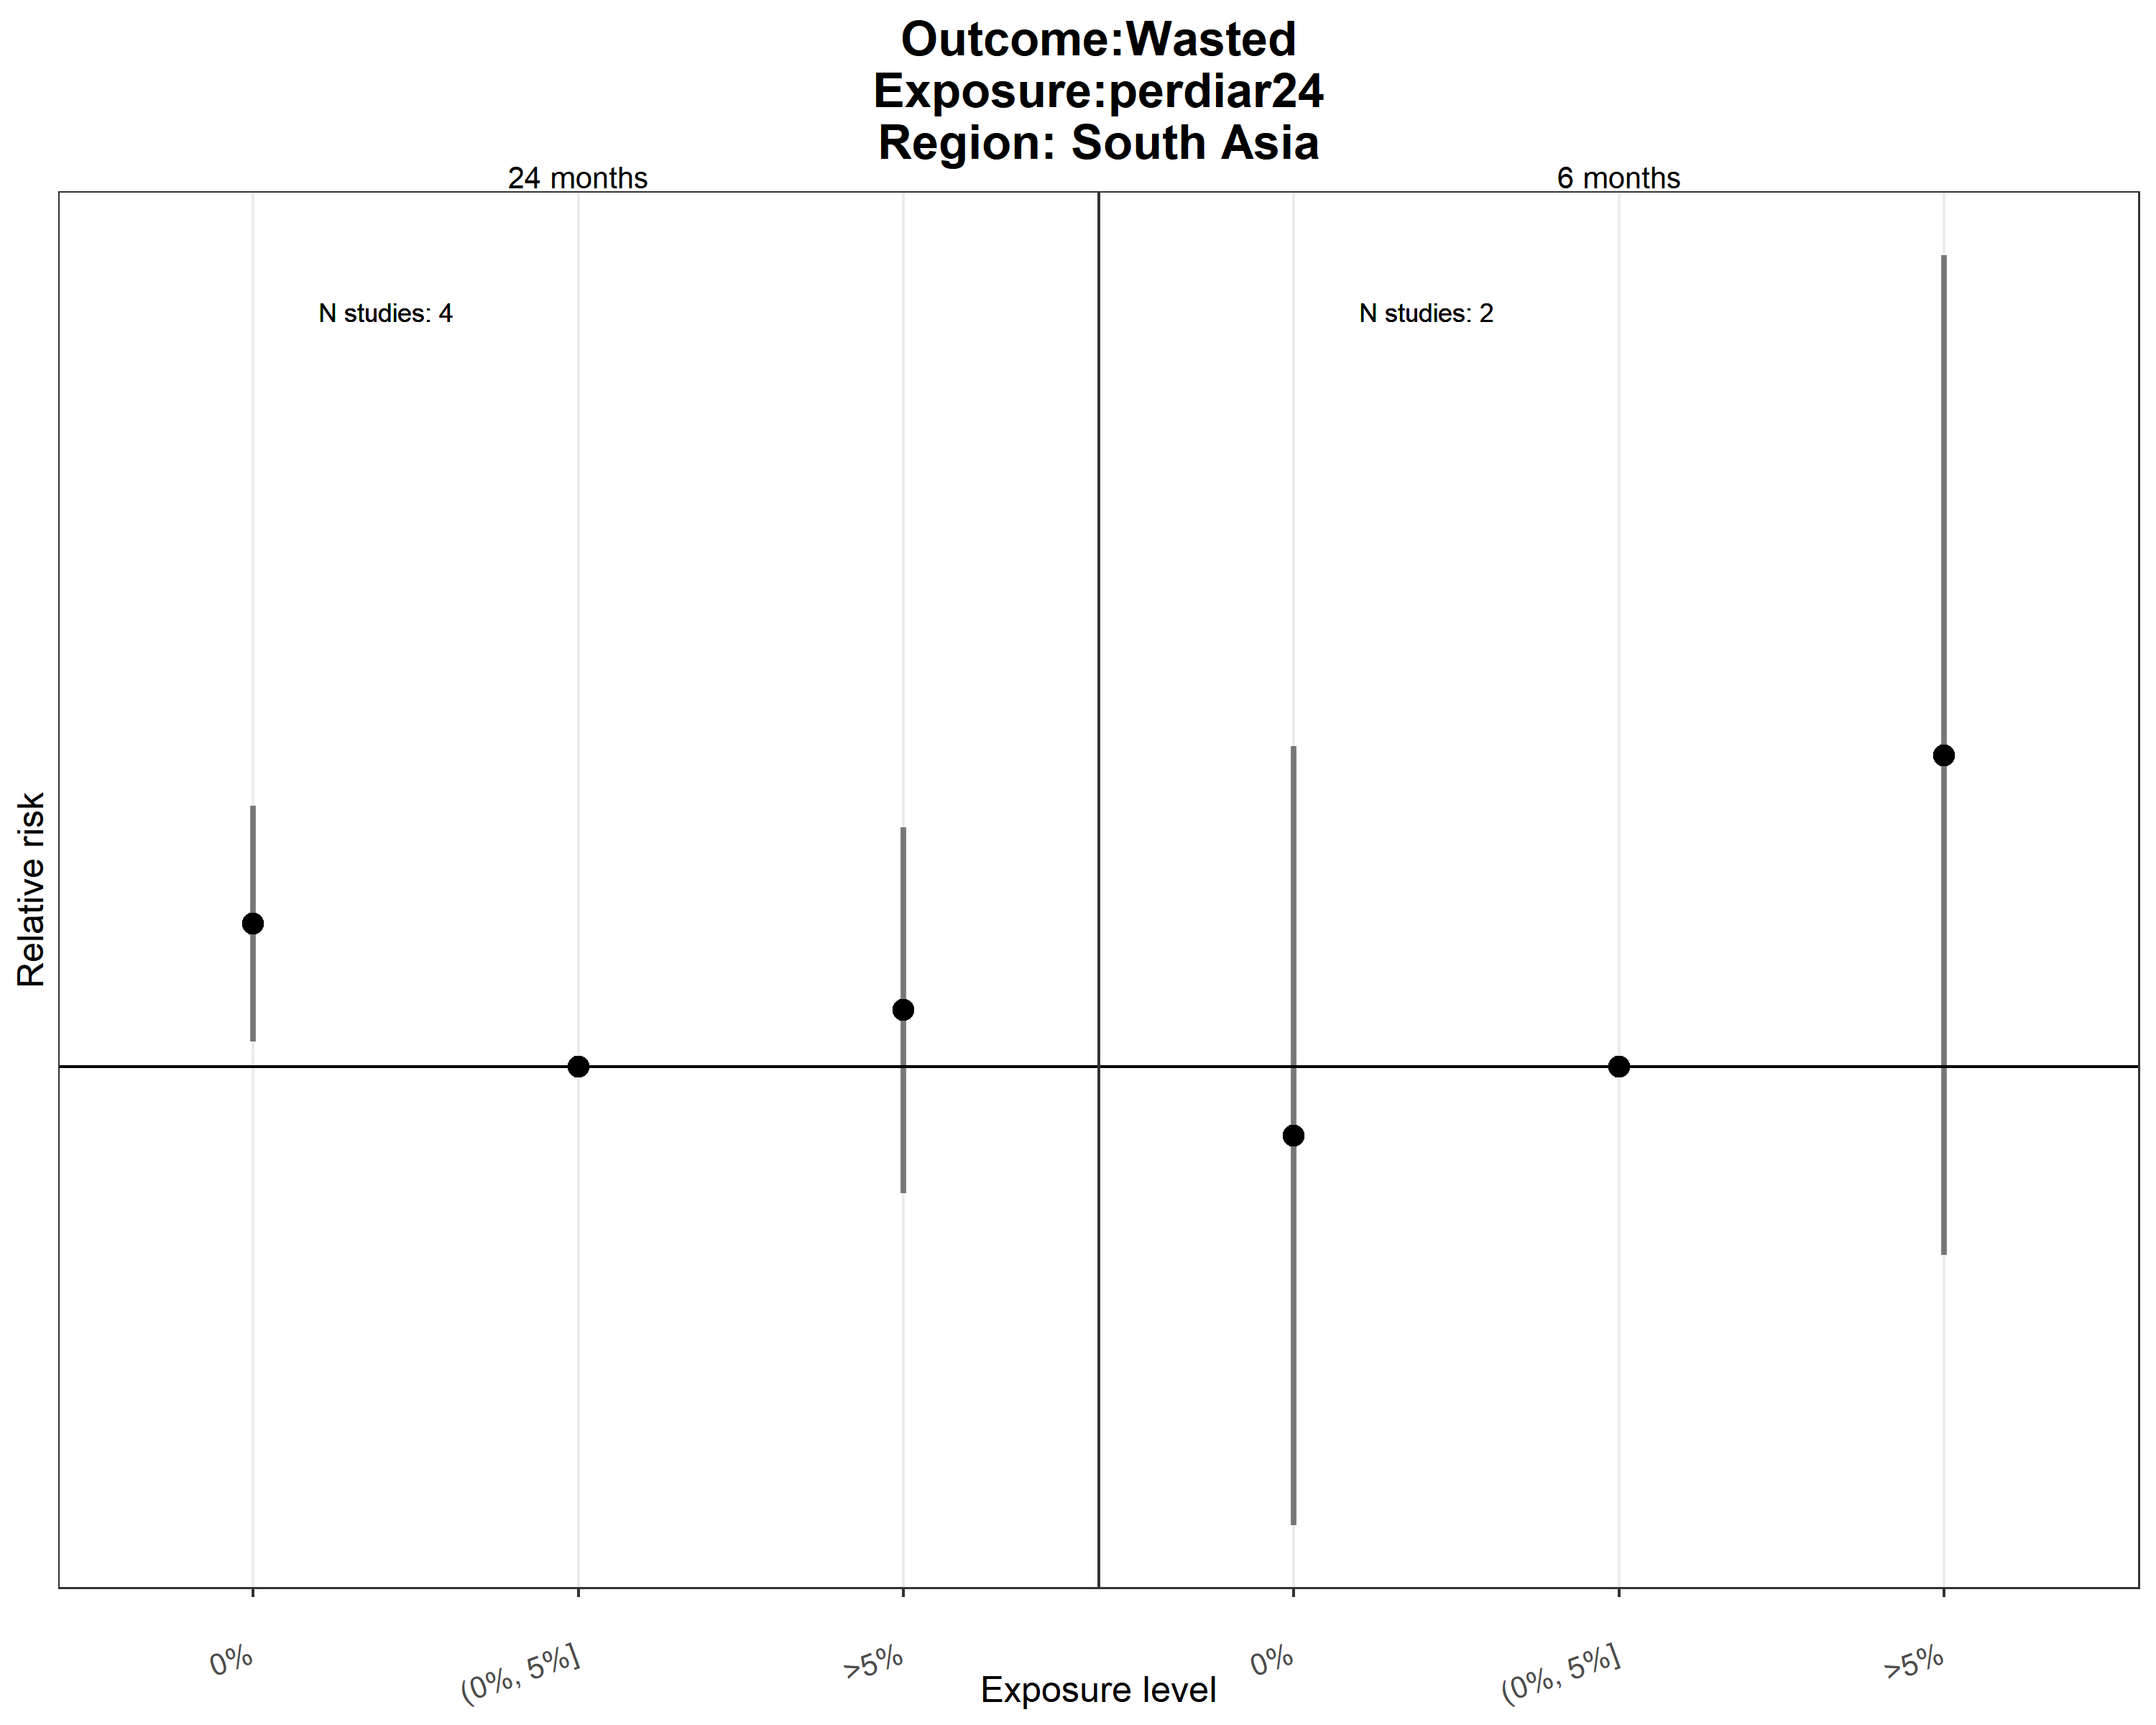 Outcome:Wasted
Exposure:perdiar24
Region: South Asia
24 months
6 months
N studies: 4
N studies: 2
Relative risk
0%
(0%, 5%]
>5%
0%
(0%, 5%]
>5%
Exposure level